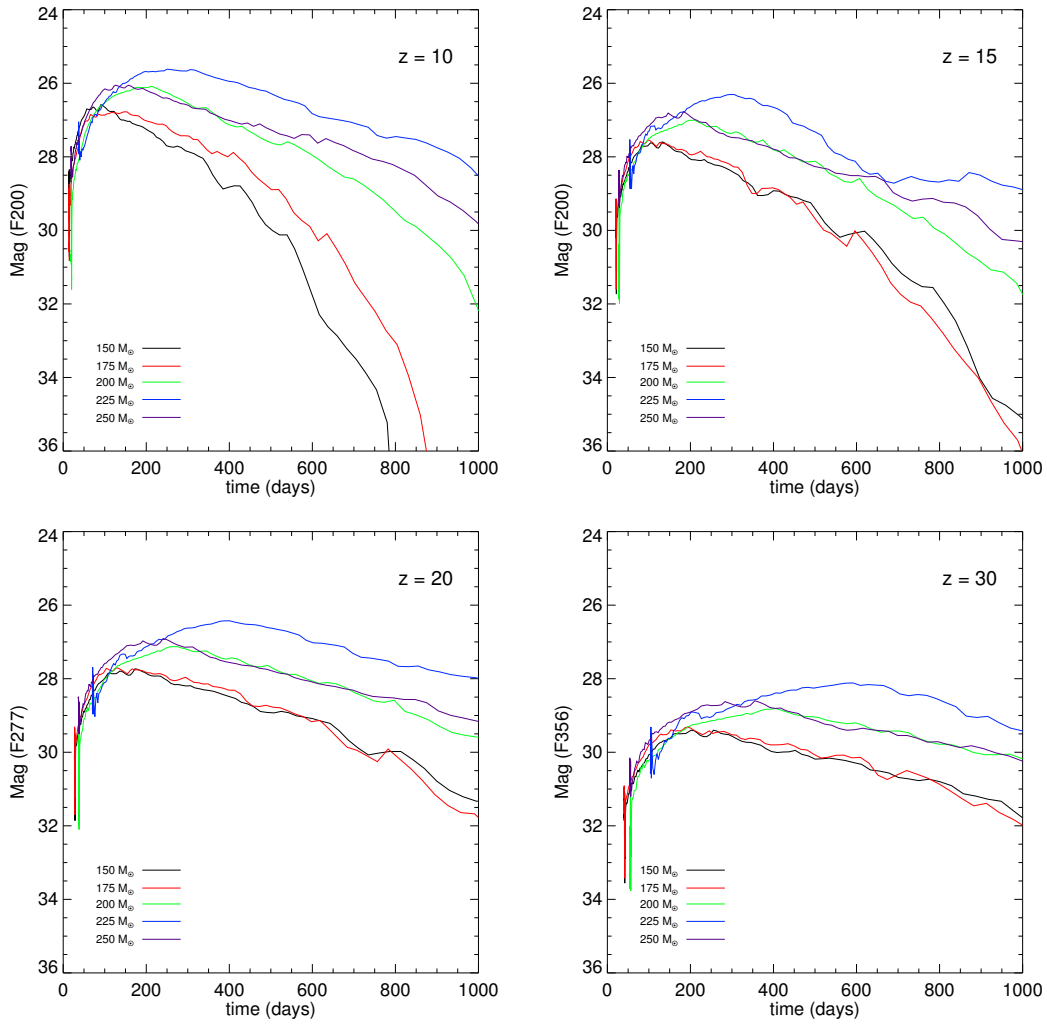 24
26
28
30
32
34
36
Mag (F200)
z = 10
150 M⊙
175 M⊙
200 M⊙
225 M⊙
250 M⊙
0 200 400 600 800 1000
time (days)
24
26
28
30
32
34
36
Mag (F200)
z = 15
150 M⊙
175 M⊙
200 M⊙
225 M⊙
250 M⊙
0 200 400 600 800 1000
time (days)
24
26
28
30
32
34
36
Mag (F277)
z = 20
150 M⊙
175 M⊙
200 M⊙
225 M⊙
250 M⊙
0 200 400 600 800 1000
time (days)
24
26
28
30
32
34
36
Mag (F356)
z = 30
150 M⊙
175 M⊙
200 M⊙
225 M⊙
250 M⊙
0 200 400 600 800 1000
time (days)